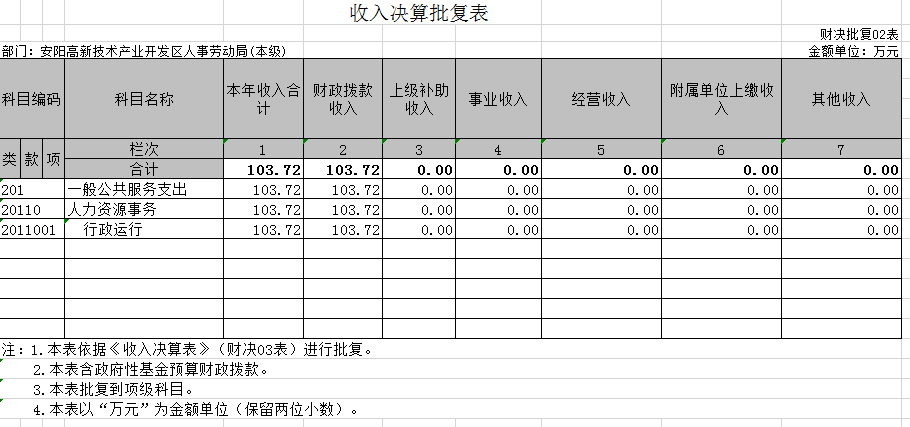 收入决算批复表
财决批复02表
部门：安阳高新技术产业开发区人事劳动局(本级)
金额单位：万元
科目编码 科目名称 本年收入合计 财政拨款收入 上级补助收入 事业收入 经营收入 附属单位上缴收入 其他收入
类 款 项 栏次 1 2 3 4 5 6 7
合计 103.72 103.72 0.00 0.00 0.00 0.00 0.00
201 一般公共服务支出 103.72 103.72 0.00 0.00 0.00 0.00 0.00
20110 人力资源事务 103.72 103.72 0.00 0.00 0.00 0.00 0.00
2011001 行政运行 103.72 103.72 0.00 0.00 0.00 0.00 0.00
注：1.本表依据《收入决算表》（财决03表）进行批复。
2.本表含政府性基金预算财政拨款。
3.本表批复到项级科目。
4.本表以“万元”为金额单位（保留两位小数）。